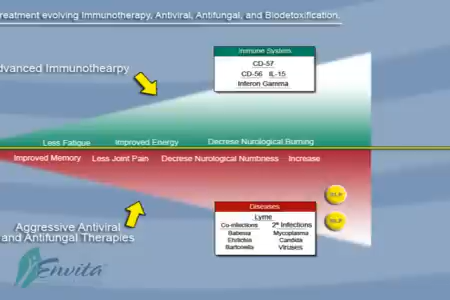 reatment evolving Immunotherapy, Antiviral, Antifungal, and Biodetoxification.
dvanced Immunothearpy
Immune System
CD-57
CD-56 IL-15
Inferon Gamma
Less Fatigue Improved Energy Decrese Nurological Burning
Improved Memory Less Joint Pain Decrese Nurological Numbness Increase
Aggressive Antiviral
and Antifungal Therapies
Diseases
Lyme
Co-infections 2° Infections
Babesia Mycoplasma
Ehrlichia Candida
Bartonella Viruses
Envita